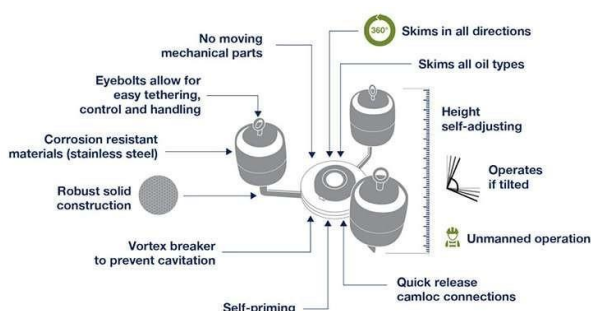 No moving
mechanical parts
360°
Skims in all directions
Skims all oil types
Eyebolts allow for
easy tethering,
control and handling
Height
self-adjusting
Corrosion resistant
materials (stainless steel)
Operates
if tilted
Robust solid
construction
Unmanned operation
Vortex breaker
to prevent cavitation
Quick release
camloc connections
Self-priming